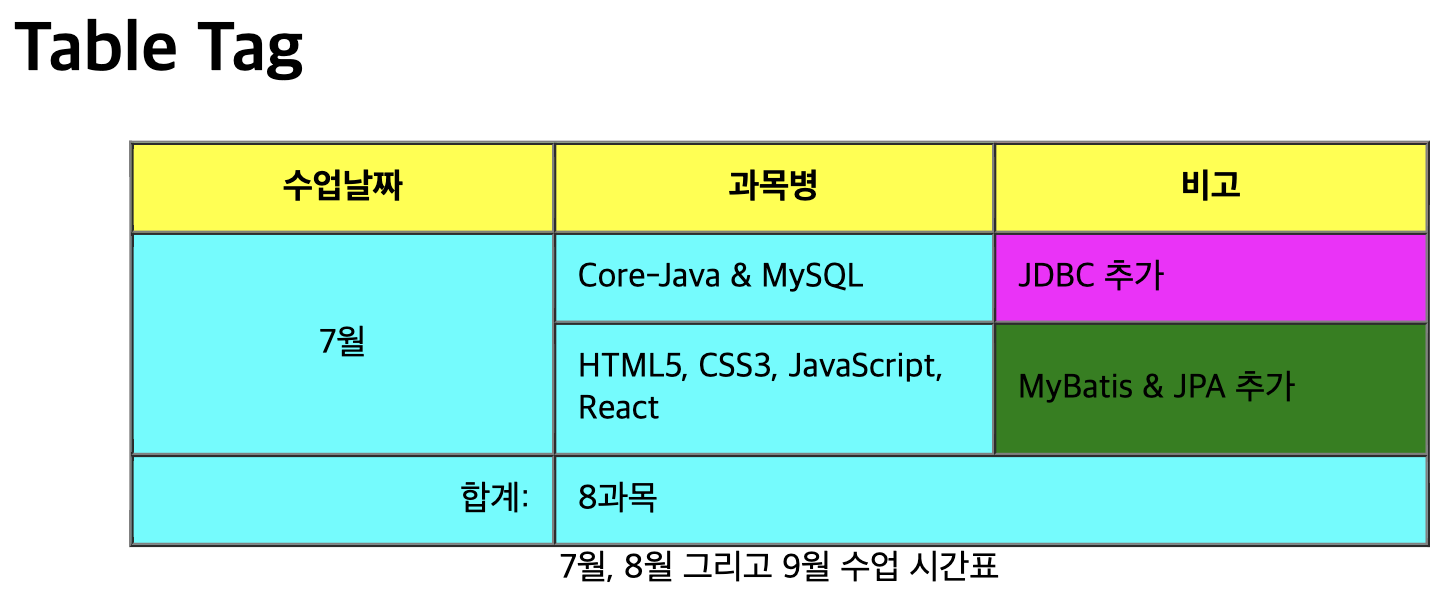 Table Tag
수업날짜 과목병 비고
7월
Core-Java & MySQL
JDBC 추가
HTML5, CSS3, JavaScript,
React
MyBatis & JPA 추가
합계: 8과목
7월, 8월 그리고 9월 수업 시간표